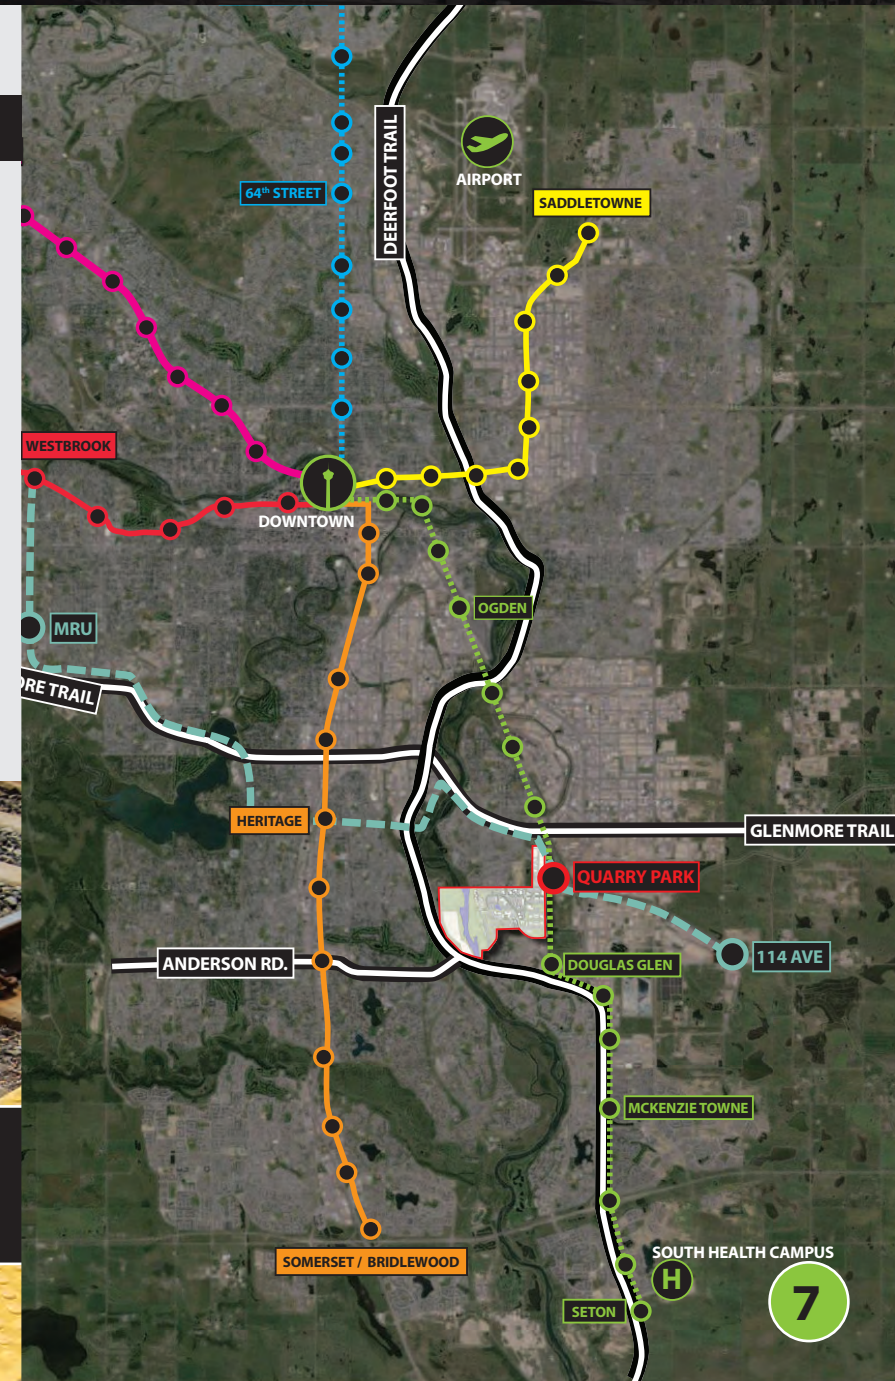 DEERFOOT TRAIL
AIRPORT
64th STREET
SADDLETOWNE
WESTBROOK
DOWNTOWN
OGDEN
MRU
ORE TRAIL
HERITAGE
GLENMORE TRAIL
QUARRY PARK
114 AVE
ANDERSON RD.
DOUGLAS GLEN
MCKENZIE TOWNE
SOUTH HEALTH CAMPUS
H
SOMERSET / BRIDLEWOOD
SETON
7